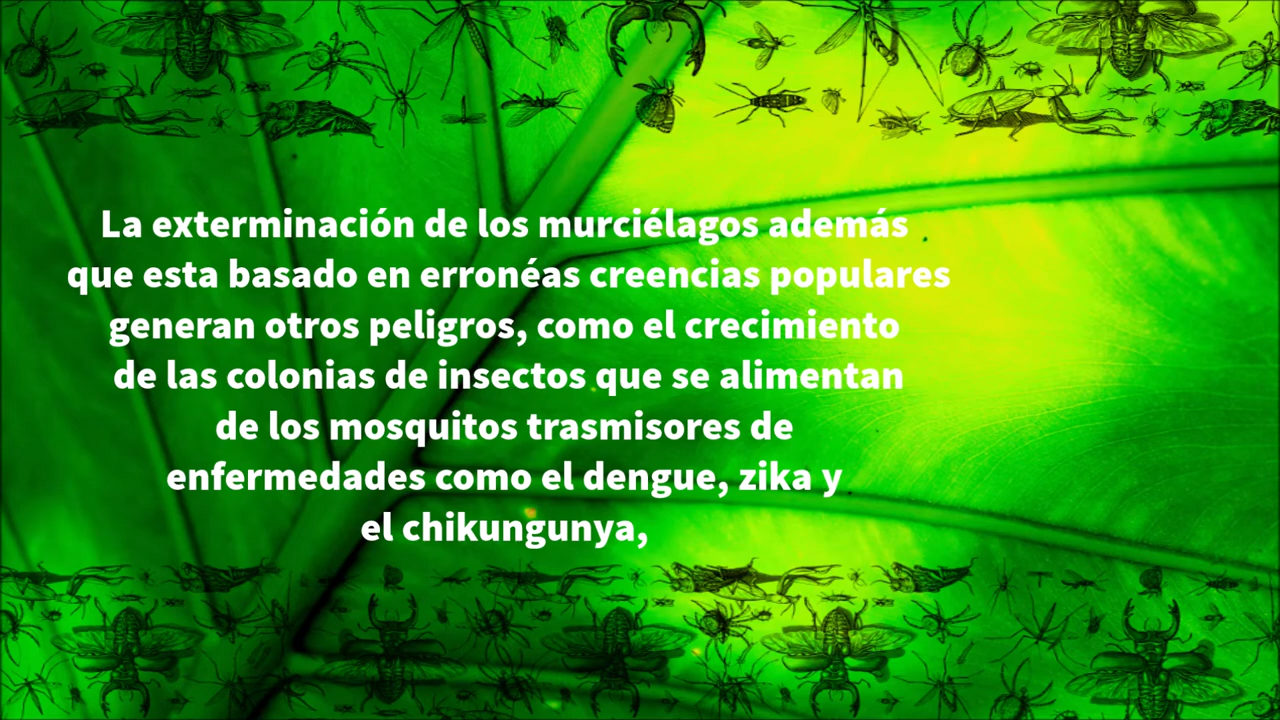 La exterminación de los murciélagos además
que esta basado en erronéas creencias populares
generan otros peligros, como el crecimiento
de las colonias de insectos que se alimentan
de los mosquitos trasmisores de
enfermedades como el dengue, zika y
el chikungunya,